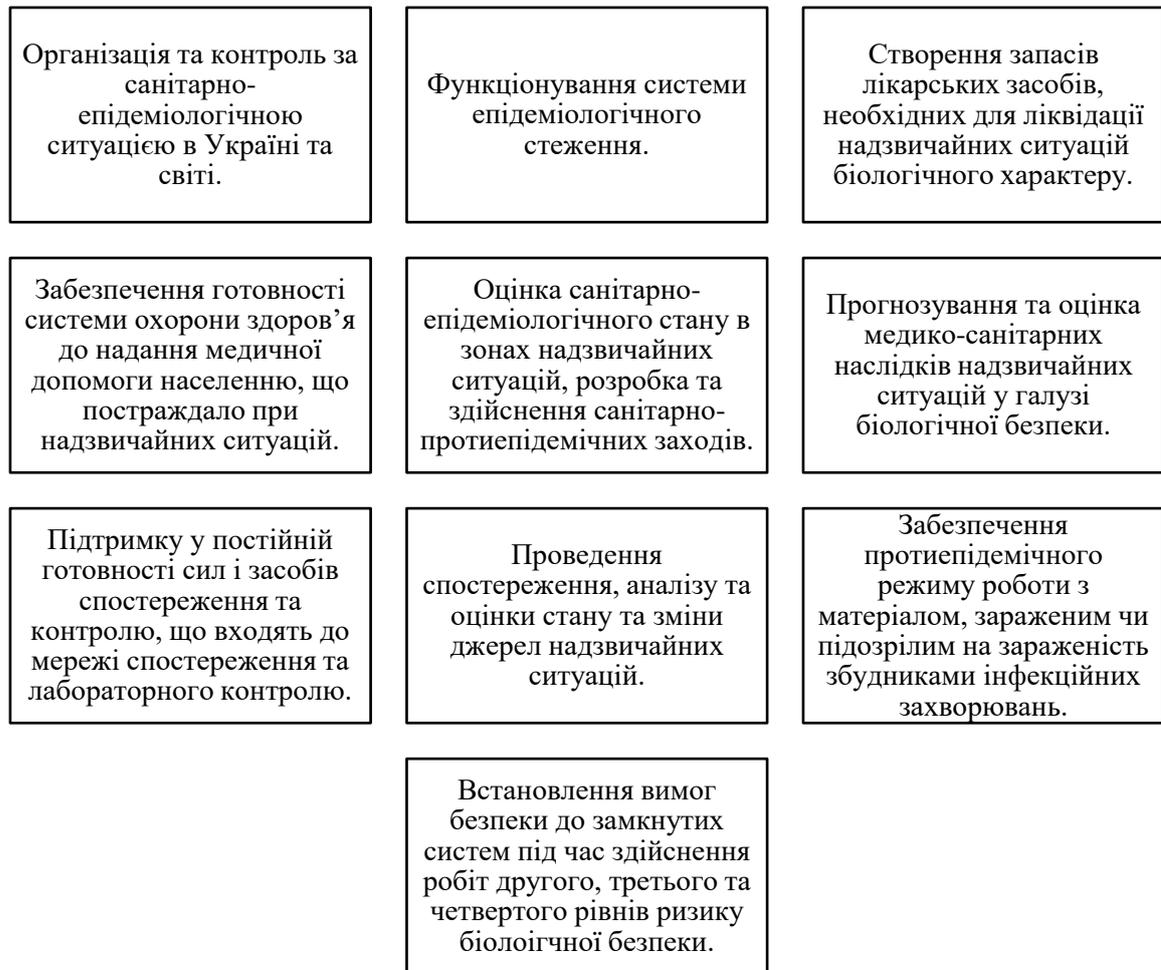 Організація та контроль за
санітарно-
епідеміологічною
ситуацією в Україні та
світі.
Функціонування системи
епідеміологічного
стеження.
Створення запасів
лікарських засобів,
необхідних для ліквідації
надзвичайних ситуацій
біологічного характеру.
Забезпечення готовності
системи охорони здоров’я
до надання медичної
допомоги населенню, що
постраждало при
надзвичайних ситуацій.
Оцінка санітарно-
епідеміологічного стану в
зонах надзвичайних
ситуацій, розробка та
здійснення санітарно-
протиепідемічних заходів.
Прогнозування та оцінка
медико-санітарних
наслідків надзвичайних
ситуацій у галузі
біологічної безпеки.
Підтримку у постійній
готовності сил і засобів
спостереження та
контролю, що входять до
мережі спостереження та
лабораторного контролю.
Проведення
спостереження, аналізу та
оцінки стану та зміни
джерел надзвичайних
ситуацій.
Забезпечення
протиепідемічного
режиму роботи з
матеріалом, зараженим чи
підозрілим на зараженість
збудниками інфекційних
захворювань.
Встановлення вимог
безпеки до замкнутих
систем під час здійснення
робіт другого, третього та
четвертого рівнів ризику
біолоігчної безпеки.